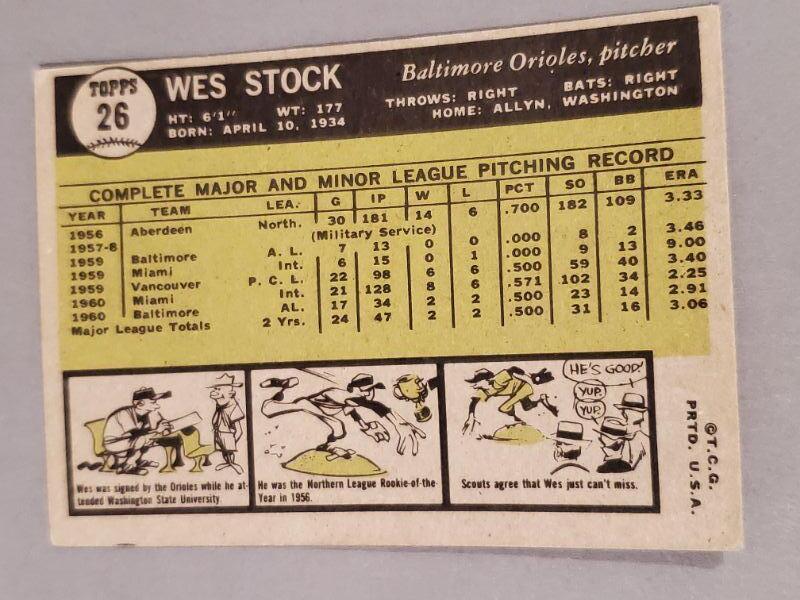 TOPPS
26
WES STOCK
Baltimore Orioles, pitcher
HT: 6'1" WT: 177
THROWS: RIGHT BATS: RIGHT
BORN: APRIL 10, 1934
HOME: ALLYN, WASHINGTON
COMPLETE MAJOR AND MINOR LEAGUE PITCHING RECORD
YEAR TEAM LEA. G IP W L PCT SO BB ERA
1956 Aberdeen North. 30 181 14 6 .700 182 109 3.33
1957-8 (Military Service)
1959 Baltimore A. L. 7 13 0 0 .000 8 2 3.46
1959 Miami Int. 6 15 0 1 .000 9 13 9.00
1959 Vancouver P. C. L. 22 98 6 6 .500 59 40 3.40
1960 Miami Int. 21 128 8 6 .571 102 34 2.25
1960 Baltimore AL. 17 34 2 2 .500 23 14 2.91
Major League Totals 2 Yrs. 24 47 2 2 .500 31 16 3.06
Wes was signed by the Orioles while he at-
tended Washington State University.
He was the Northern League Rookie-of-the-
Year in 1956.
HE'S GOOD!
YUP
YUP
Scouts agree that Wes just can't miss.
©T.C.G.
PRTD. U.S.A.